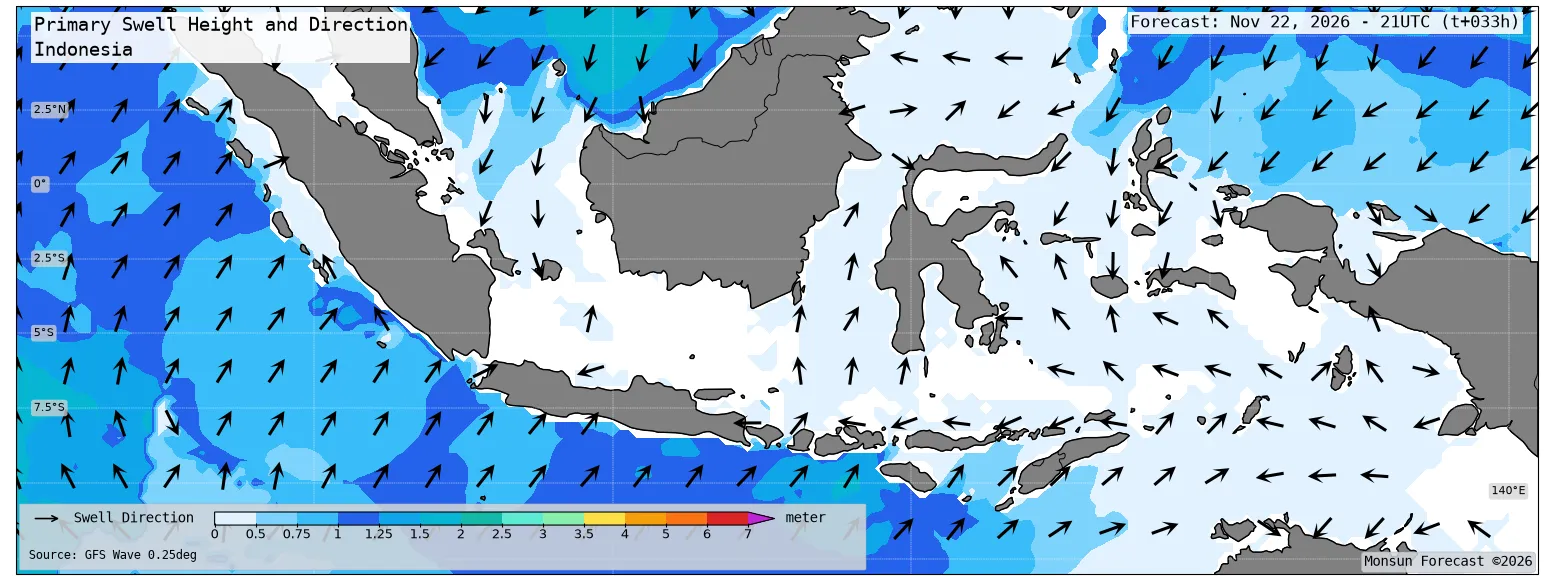 Primary Swell Height and Direction
Indonesia
Forecast: Nov 22, 2026 - 21UTC (t+033h)
2.5°N
0°
2.5°S
5°S
7.5°S
140°E
Swell Direction
0 0.5 0.75 1 1.25 1.5 2 2.5 3 3.5 4 5 6 7
meter
Source: GFS Wave 0.25deg
Monsun Forecast ©2026